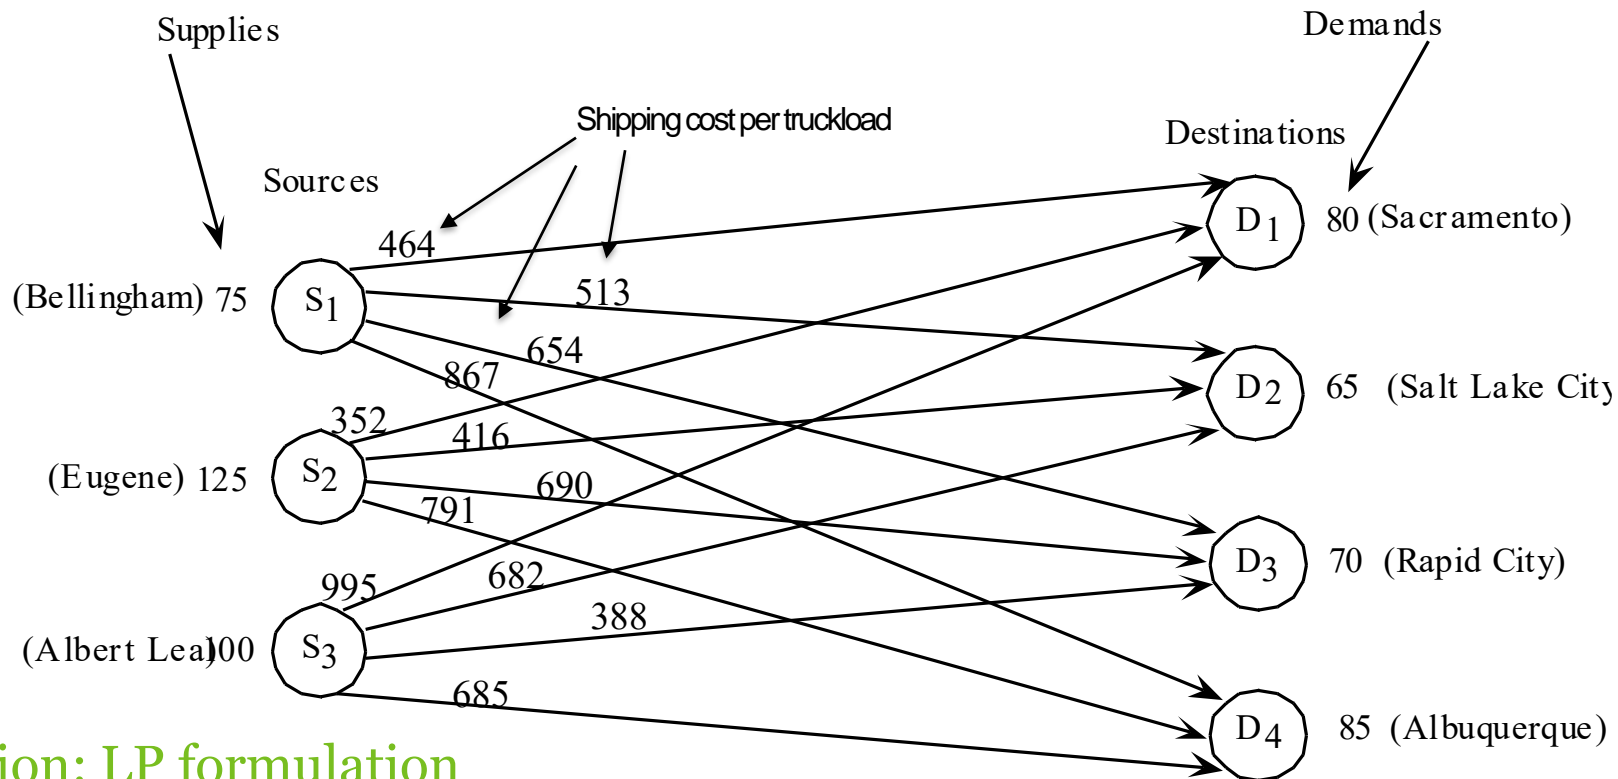 Supplies
Demands
Shipping cost per truckload
Destinations
Sources
D1 80 (Sacramento)
464
(Bellingham) 75 S1
513
654
867
D2 65 (Salt Lake City
352
416
(Eugene) 125 S2
690
791
D3 70 (Rapid City)
995
682
388
(Albert Lea) 100 S3
685
D4 85 (Albuquerque)
ion: LP formulation